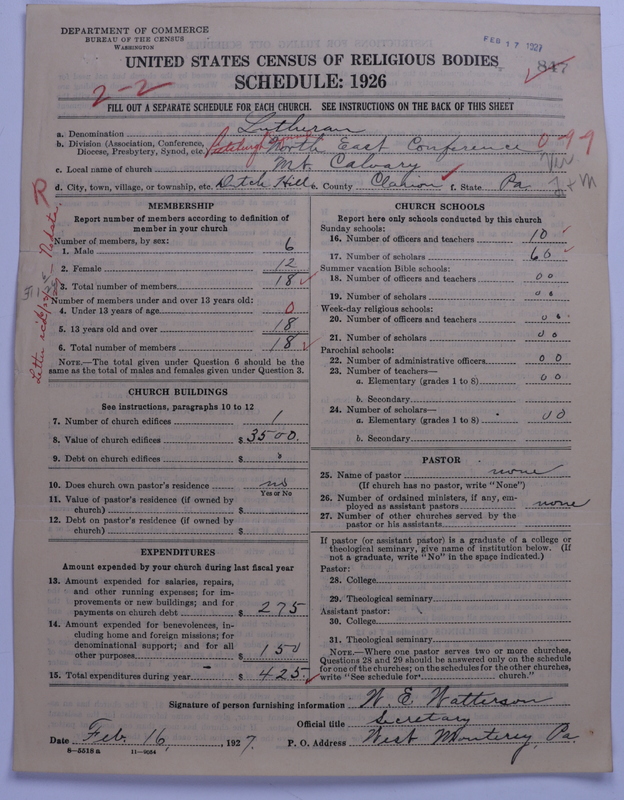 DEPARTMENT OF COMMERCE
BUREAU OF THE CENSUS
WASHINGTON
FEB 17 1927
UNITED STATES CENSUS OF RELIGIOUS BODIES
847
SCHEDULE: 1926
2-2
FILL OUT A SEPARATE SCHEDULE FOR EACH CHURCH. SEE INSTRUCTIONS ON THE BACK OF THIS SHEET
a. Denomination Lutheran
b. Division (Association, Conference, Diocese, Presbytery, Synod, etc. Pittsburgh North East Conference 0-99
c. Local name of church Mt. Calvary
d. City, town, village, or township, etc. Dutch Hill e. County Clarion f. State Pa.
MEMBERSHIP
Report number of members according to definition of member in your church
Number of members, by sex:
1. Male 6
2. Female 12
3. Total number of members 18
Number of members under and over 13 years old:
4. Under 13 years of age 0
5. 13 years old and over 18
6. Total number of members 18
NOTE.—The total given under Question 6 should be the same as the total of males and females given under Question 3.
CHURCH BUILDINGS
See instructions, paragraphs 10 to 12
7. Number of church edifices 1
8. Value of church edifices $3500.
9. Debt on church edifices $
10. Does church own pastor's residence? no
Yes or No
11. Value of pastor's residence (if owned by church) $
12. Debt on pastor's residence (if owned by church) $
EXPENDITURES
Amount expended by your church during last fiscal year
13. Amount expended for salaries, repairs, and other running expenses; for improvements or new buildings; and for payments on church debt $275
14. Amount expended for benevolences, including home and foreign missions; for denominational support; and for all other purposes $150
15. Total expenditures during year $425.
CHURCH SCHOOLS
Report here only schools conducted by this church
Sunday schools:
16. Number of officers and teachers 10
17. Number of scholars 60
Summer vacation Bible schools:
18. Number of officers and teachers 00
19. Number of scholars 00
Week-day religious schools:
20. Number of officers and teachers 00
21. Number of scholars 00
Parochial schools:
22. Number of administrative officers 00
23. Number of teachers—
a. Elementary (grades 1 to 8) 00
b. Secondary
24. Number of scholars—
a. Elementary (grades 1 to 8) 00
b. Secondary
PASTOR
25. Name of pastor none
(If church has no pastor, write "None")
26. Number of ordained ministers, if any, employed as assistant pastors none
27. Number of other churches served by the pastor or his assistants
If pastor (or assistant pastor) is a graduate of a college or theological seminary, give name of institution below. (If not a graduate, write "No" in the space indicated.)
Pastor:
28. College
29. Theological seminary
Assistant pastor:
30. College
31. Theological seminary
NOTE.—Where one pastor serves two or more churches, Questions 28 and 29 should be answered only on the schedule for one of the churches; on the schedules for the other churches, write "See schedule for church."
Signature of person furnishing information W. E. Watterson
Official title Secretary
Date Feb. 16, 1927. P. O. Address West Monterey, Pa.
8—5518a 11—9054